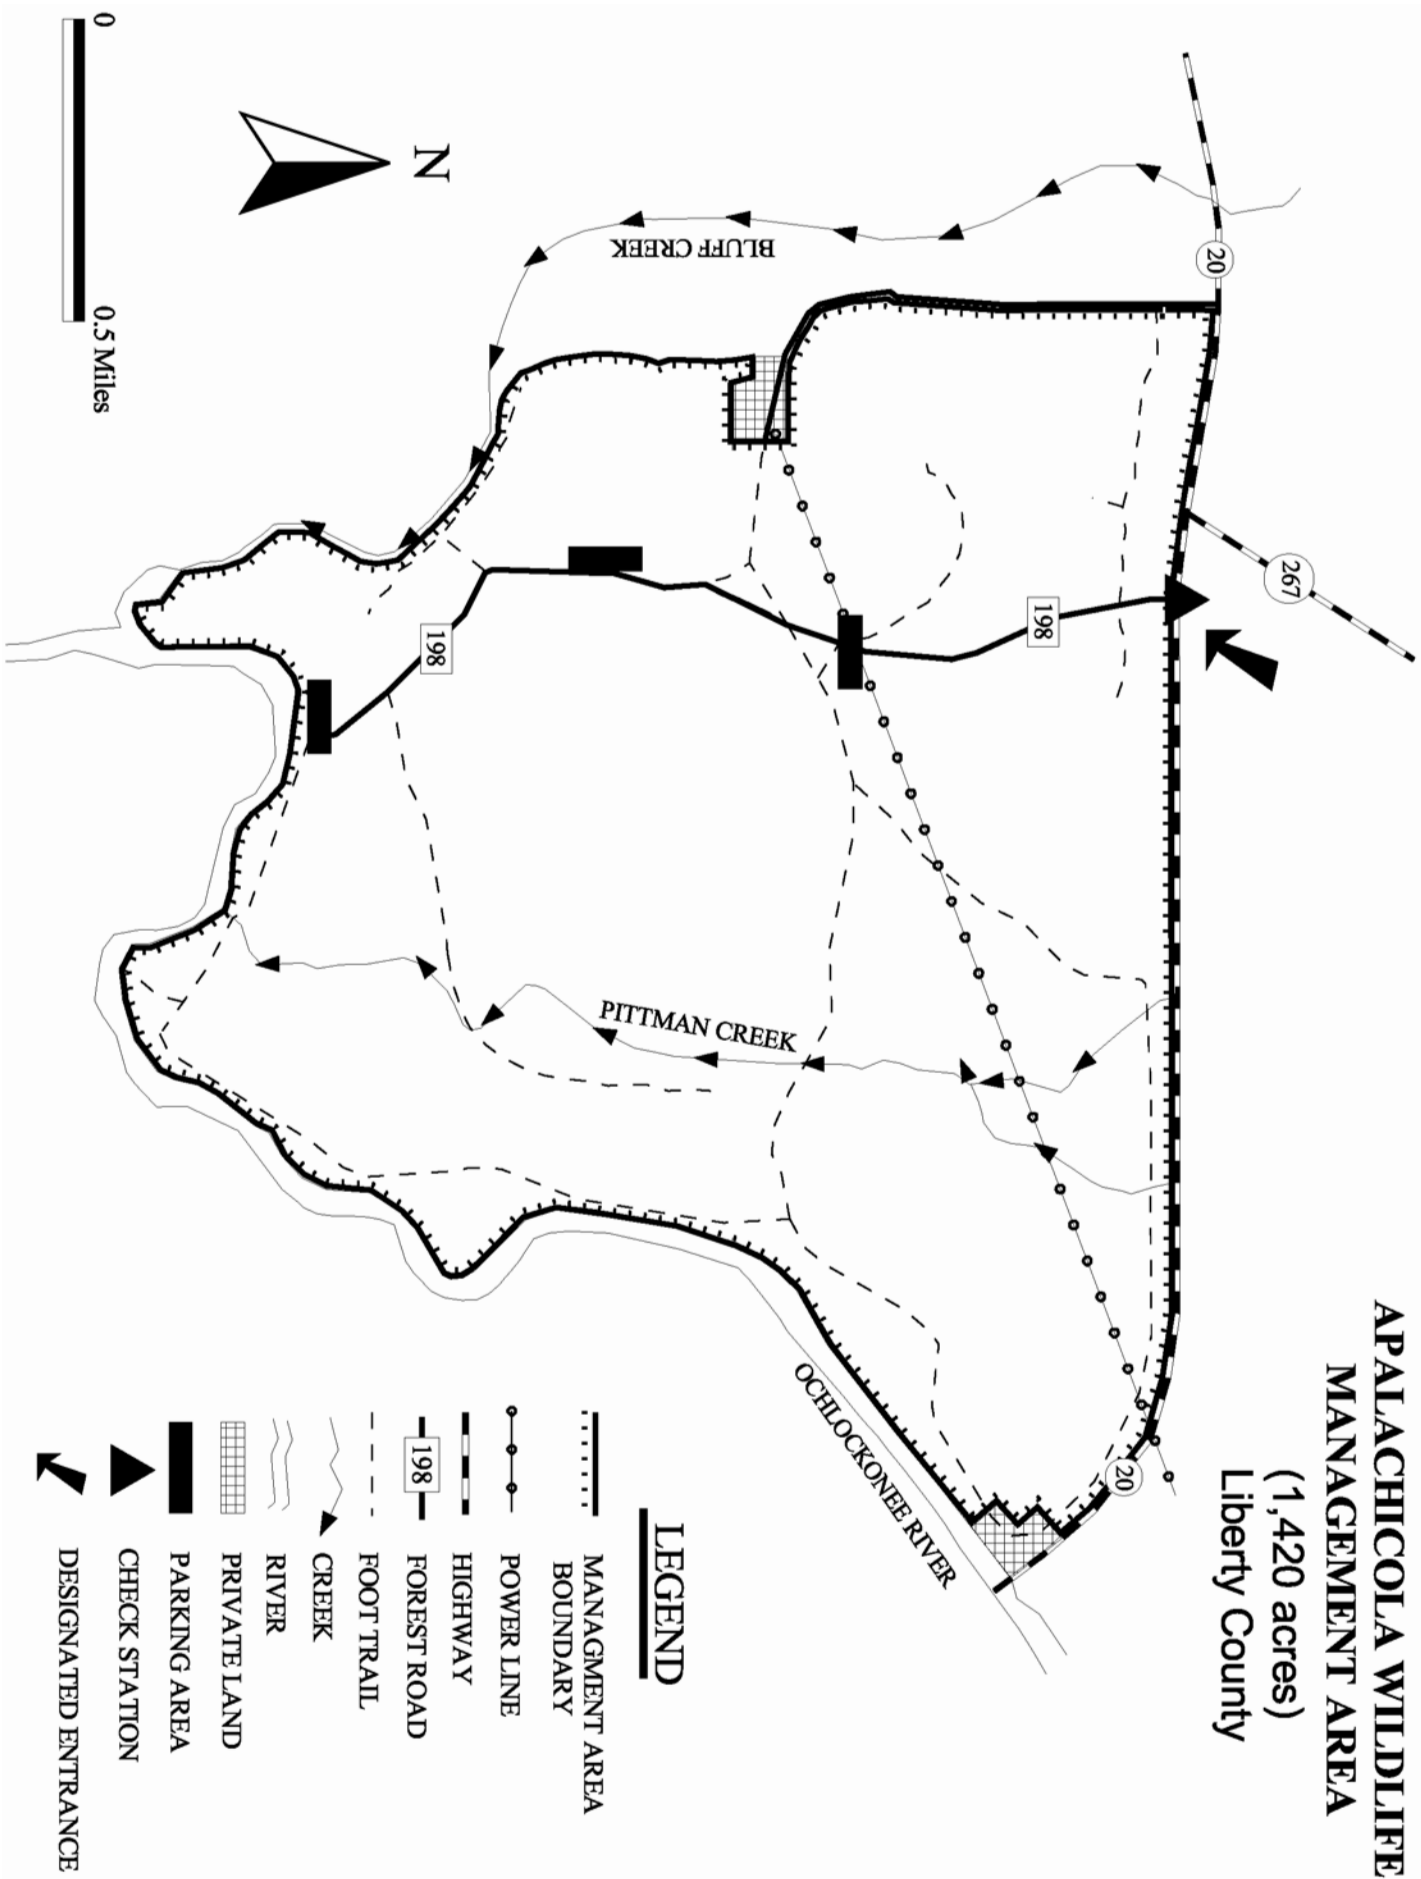 APALACHICOLA WILDLIFE
MANAGEMENT AREA
(1,420 acres)
Liberty County
267
20
20
198
198
BLUFF CREEK
PITTMAN CREEK
OCHLOCKONEE RIVER
N
0
0.5 Miles
LEGEND
MANAGMENT AREA
BOUNDARY
POWER LINE
HIGHWAY
198
FOREST ROAD
FOOT TRAIL
CREEK
RIVER
PRIVATE LAND
PARKING AREA
CHECK STATION
DESIGNATED ENTRANCE